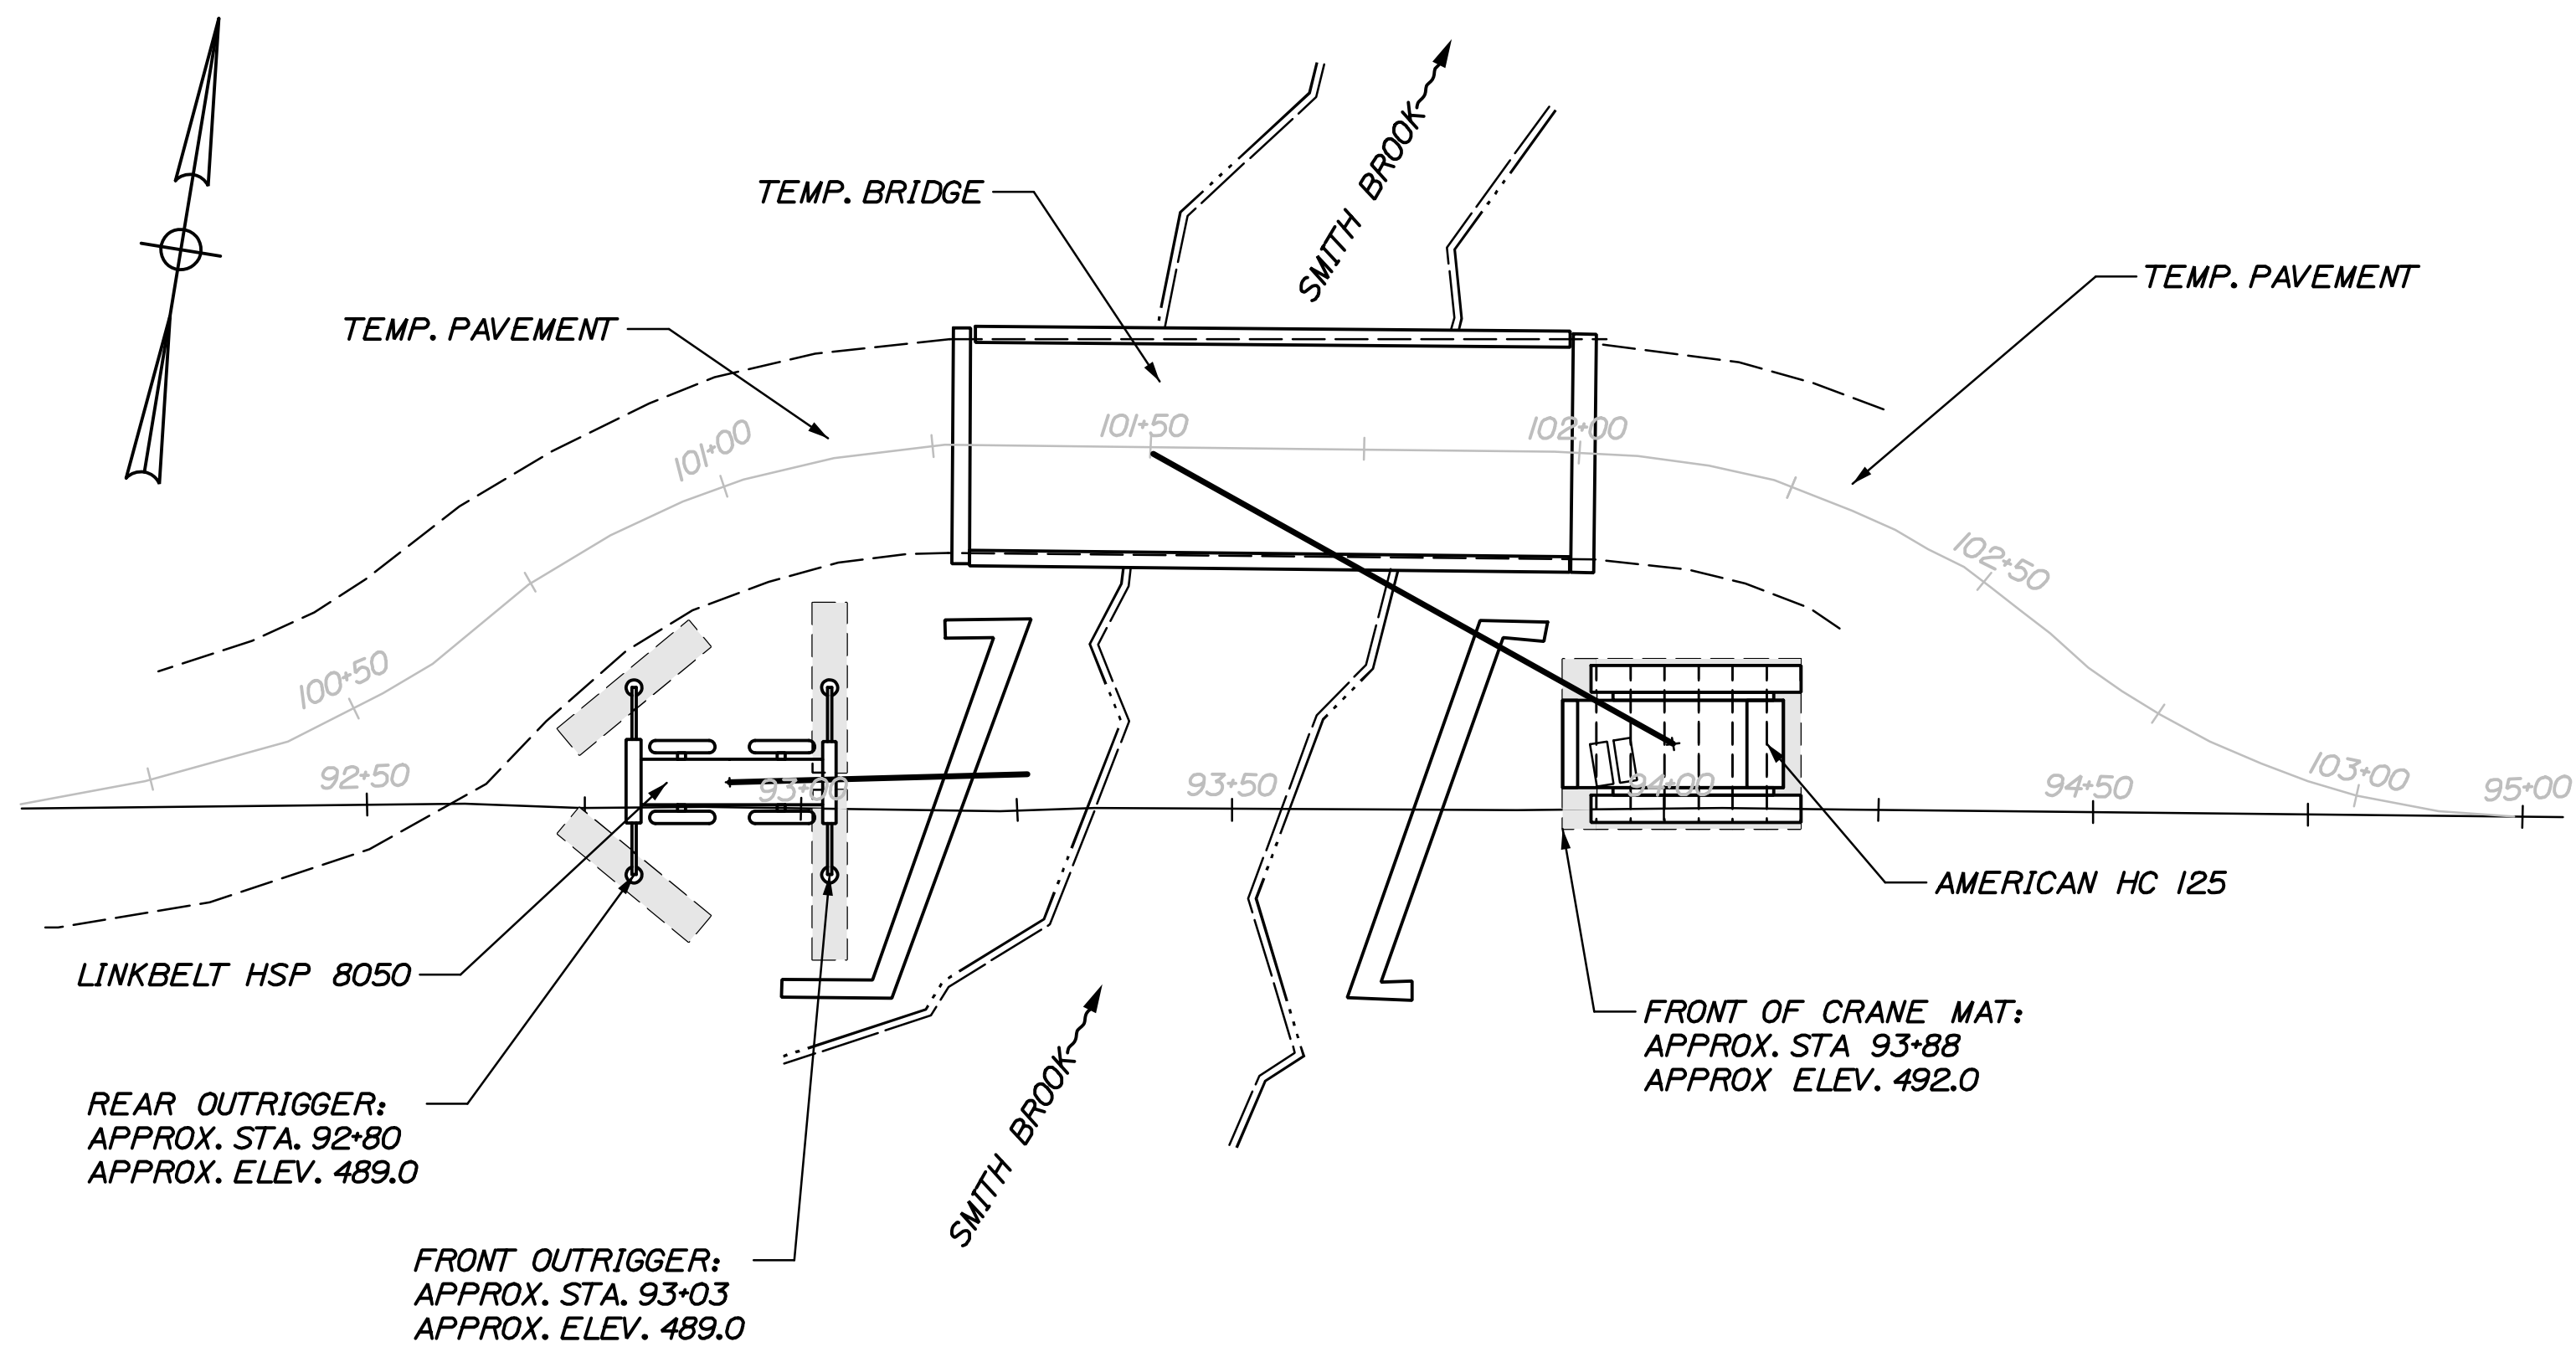 SMITH BROOK
TEMP. BRIDGE
TEMP. PAVEMENT
TEMP. PAVEMENT
101+00
101+50
102+00
102+50
100+50
103+00
92+50
93+00
93+50
94+00
94+50
95+00
AMERICAN HC 125
LINKBELT HSP 8050
FRONT OF CRANE MAT:
APPROX. STA 93+88
APPROX ELEV. 492.0
REAR OUTRIGGER:
APPROX. STA. 92+80
APPROX. ELEV. 489.0
SMITH BROOK
FRONT OUTRIGGER:
APPROX. STA. 93+03
APPROX. ELEV. 489.0